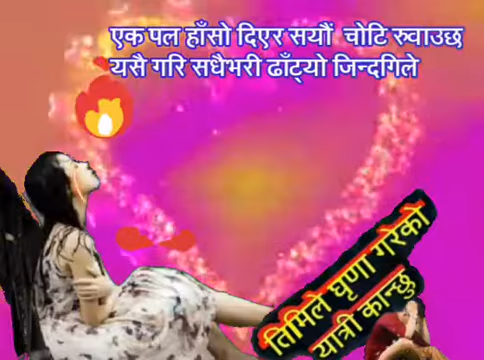 एक पल हाँसो दिएर सयौं चोटि रुवाउछ
यसै गरि सधैभरी ढाँट्यो जिन्दगिले
तिमिले घृणा गरेको
यात्री कान्छु